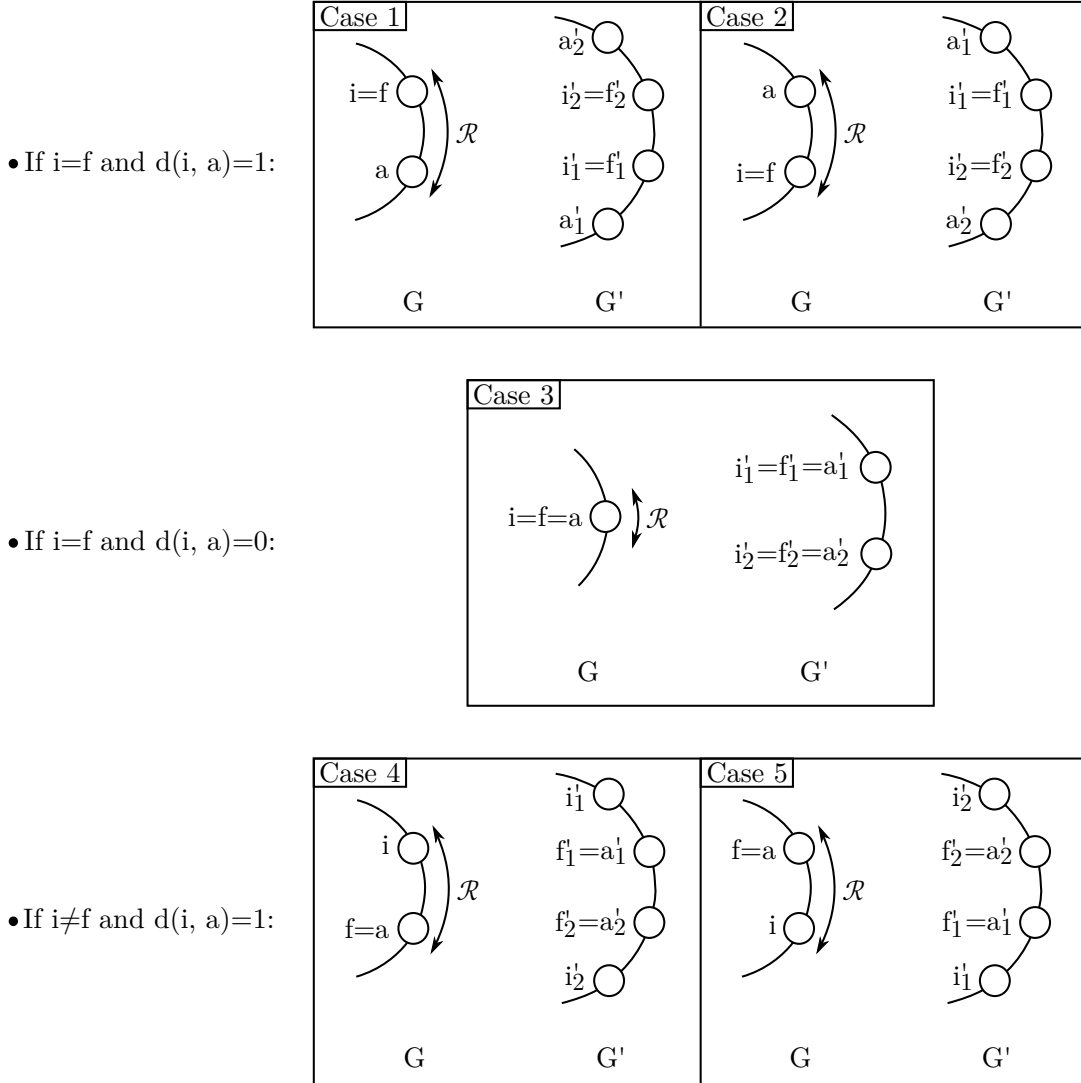 Case 1
Case 2
a'2
a'1
i=f
i'2=f'2
a
i'1=f'1
ℛ
ℛ
• If i=f and d(i, a)=1:
a
i'1=f'1
i=f
i'2=f'2
a'1
a'2
G
G'
G
G'
Case 3
i'1=f'1=a'1
i=f=a
ℛ
• If i=f and d(i, a)=0:
i'2=f'2=a'2
G
G'
Case 4
Case 5
i'1
i'2
i
f'1=a'1
f=a
f'2=a'2
ℛ
ℛ
• If i≠f and d(i, a)=1:
f=a
f'2=a'2
i
f'1=a'1
i'2
i'1
G
G'
G
G'